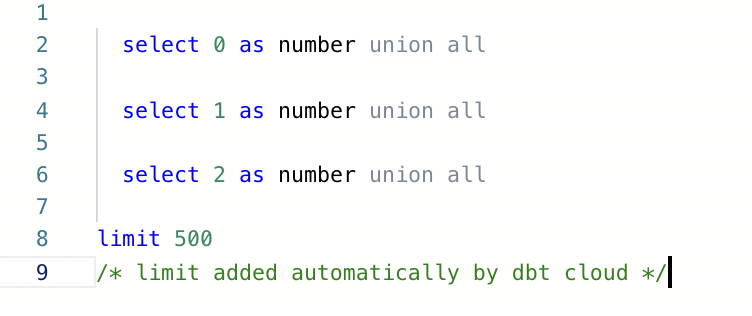 1
2 select 0 as number union all
3
4 select 1 as number union all
5
6 select 2 as number union all
7
8 limit 500
9 /* limit added automatically by dbt cloud */